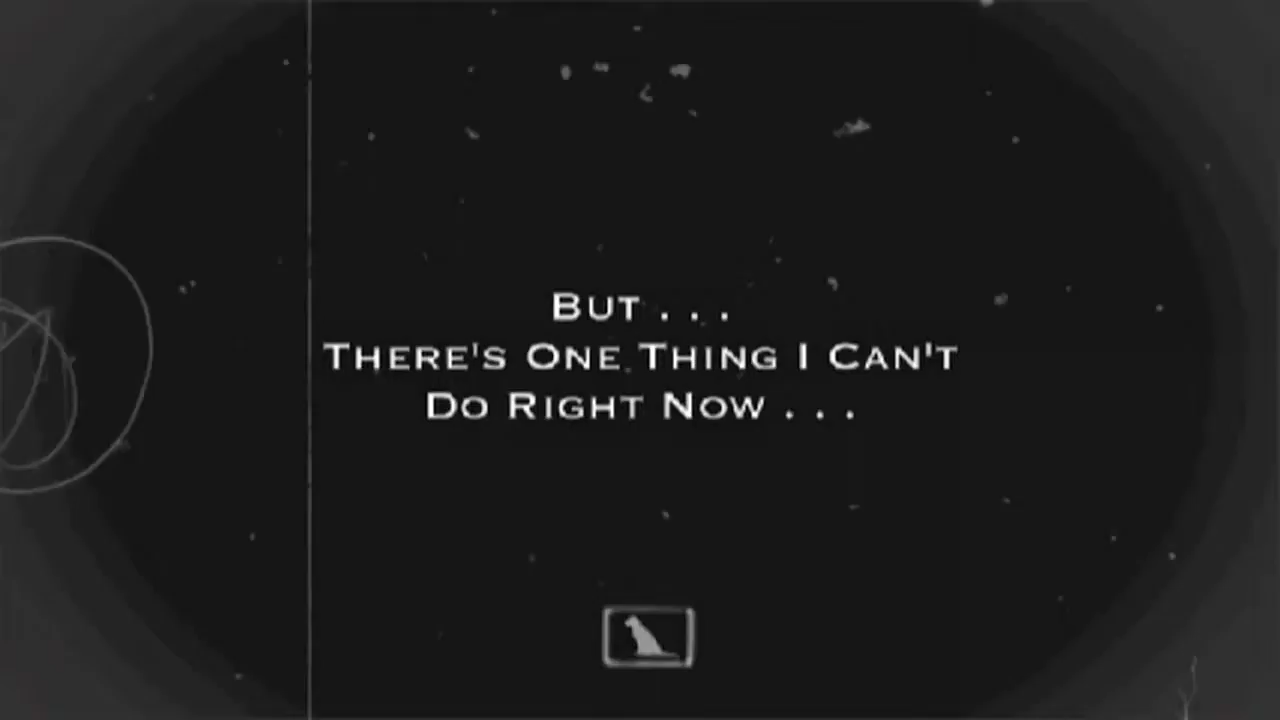 But . . .
There's One Thing I Can't
Do Right Now . . .